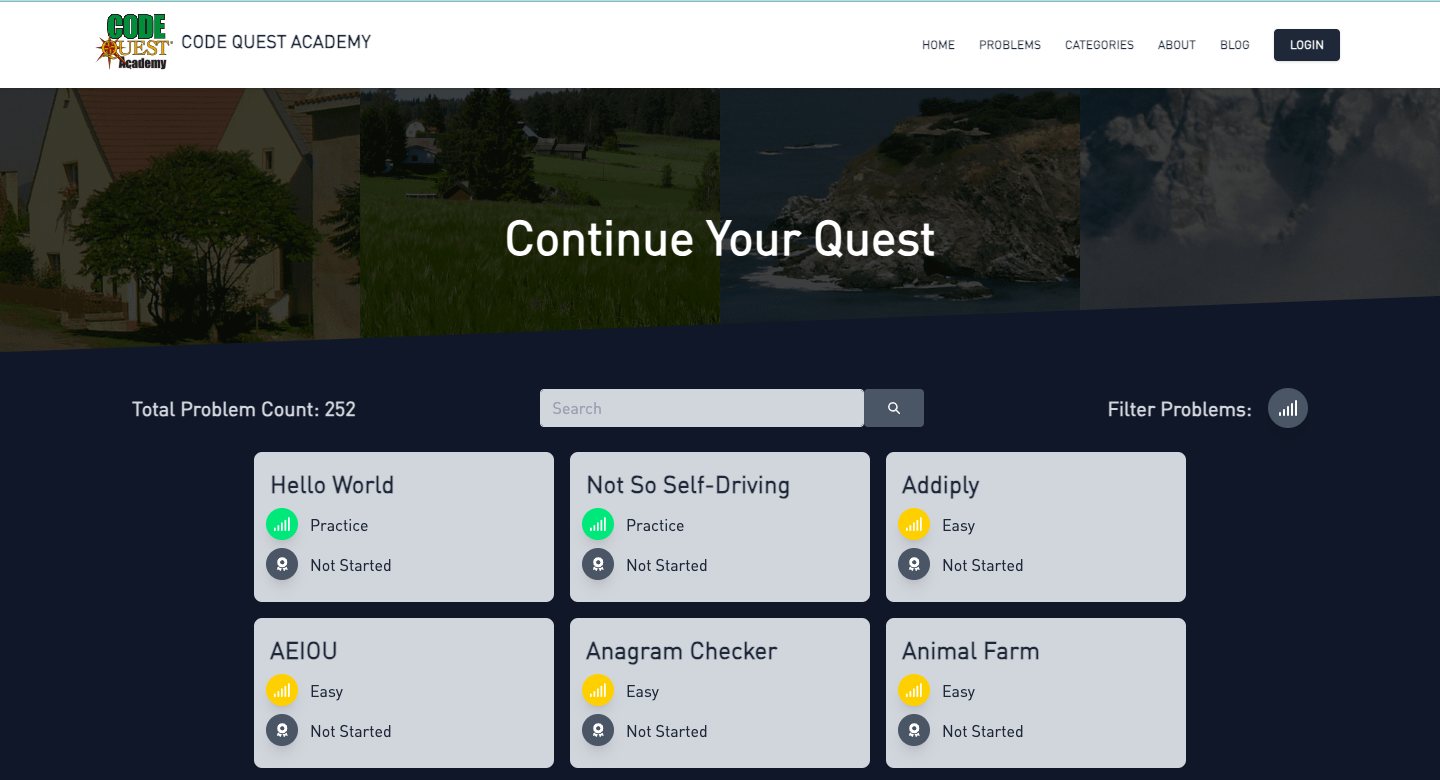 CODE
QUEST
Academy
CODE QUEST ACADEMY
HOME PROBLEMS CATEGORIES ABOUT BLOG LOGIN
Continue Your Quest
Total Problem Count: 252
Search
Filter Problems:
Hello World
Practice
Not Started
Not So Self-Driving
Practice
Not Started
Addiply
Easy
Not Started
AEIOU
Easy
Not Started
Anagram Checker
Easy
Not Started
Animal Farm
Easy
Not Started